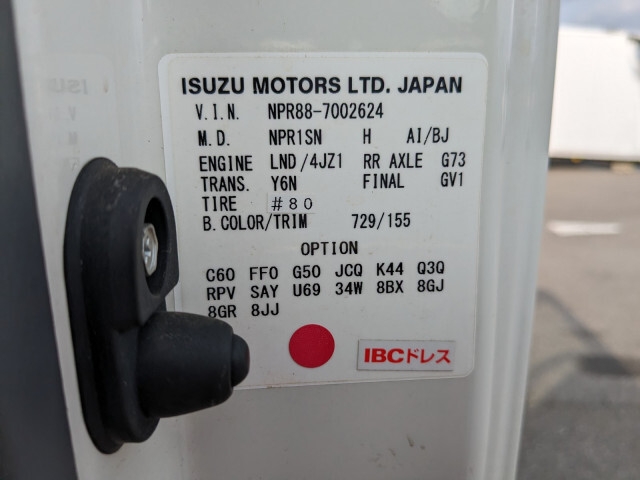 ISUZU MOTORS LTD. JAPAN
V.I.N. NPR88-7002624
M.D. NPR1SN H AI/BJ
ENGINE LND/4JZ1 RR AXLE G73
TRANS. Y6N FINAL GV1
TIRE #80
B.COLOR/TRIM 729/155
OPTION
C60 FF0 G50 JCQ K44 Q3Q
RPV SAY U69 34W 8BX 8GJ
8GR 8JJ
IBCドレス